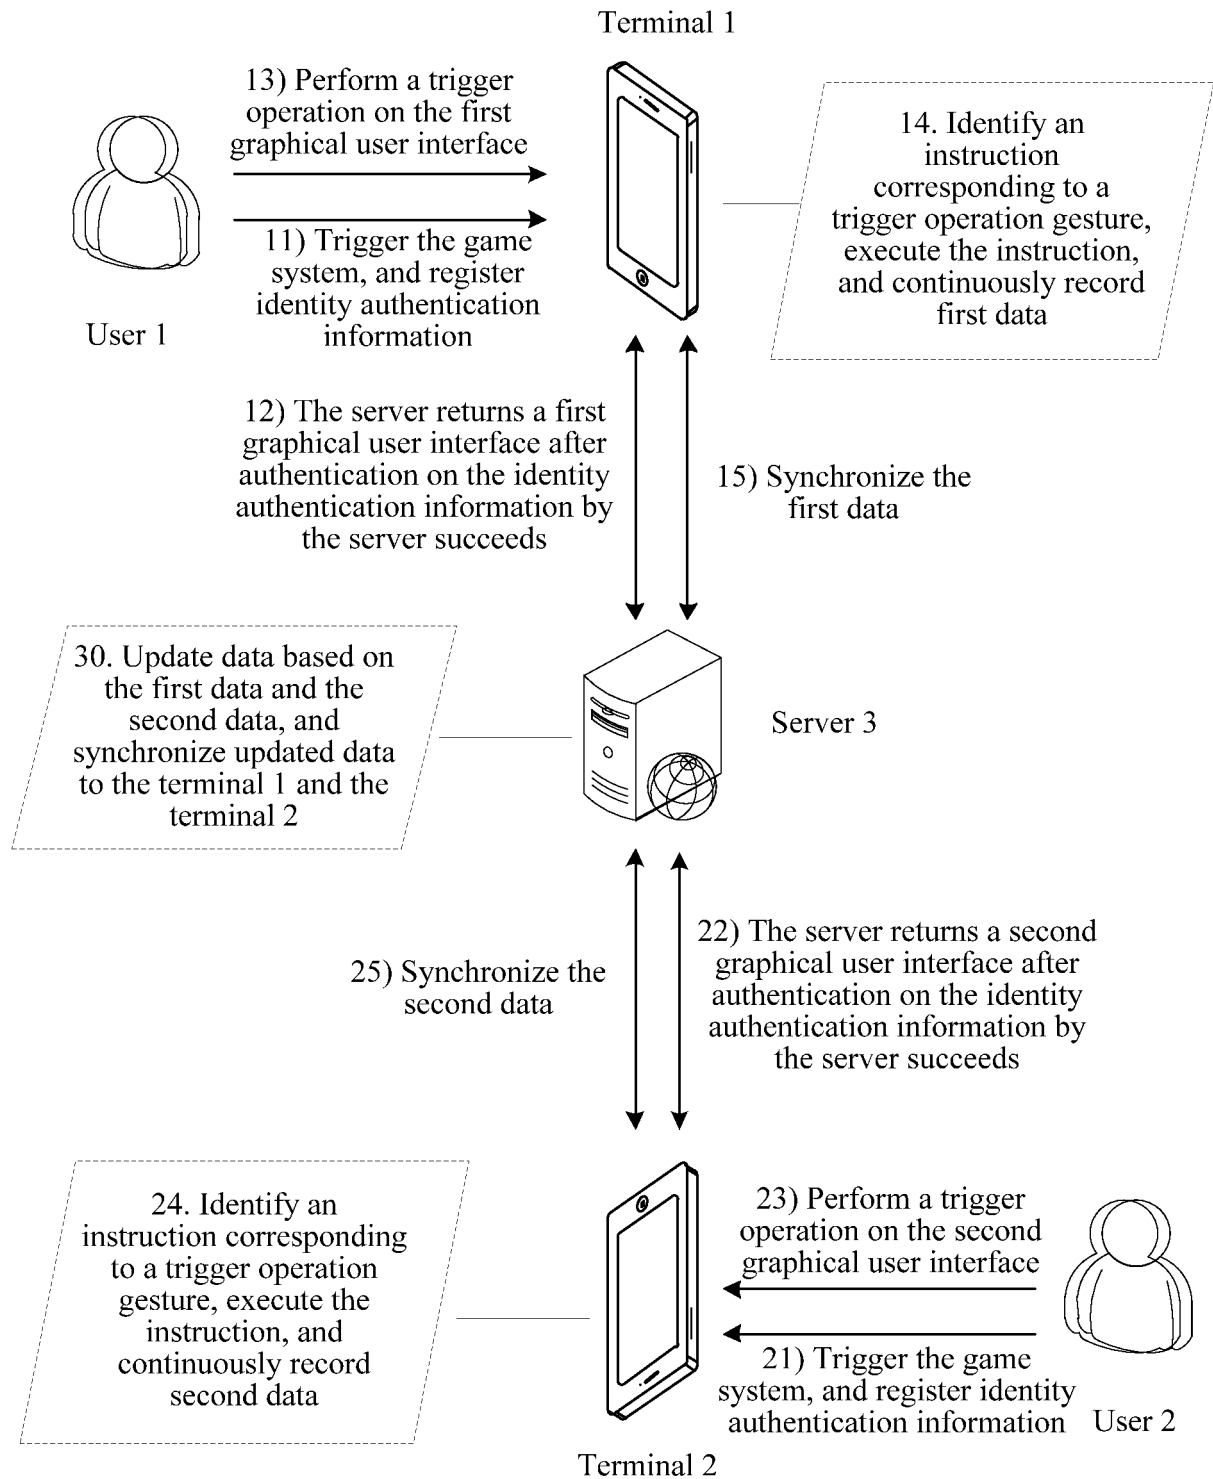 Terminal 1
13) Perform a trigger
operation on the first
graphical user interface
14. Identify an
instruction
corresponding to a
trigger operation gesture,
execute the instruction,
and continuously record
first data
11) Trigger the game
system, and register
identity authentication
information
User 1
12) The server returns a first
graphical user interface after
authentication on the identity
authentication information by
the server succeeds
15) Synchronize the
first data
30. Update data based on
the first data and the
second data, and
synchronize updated data
to the terminal 1 and the
terminal 2
Server 3
25) Synchronize the
second data
22) The server returns a second
graphical user interface after
authentication on the identity
authentication information by
the server succeeds
24. Identify an
instruction corresponding
to a trigger operation
gesture, execute the
instruction, and
continuously record
second data
23) Perform a trigger
operation on the second
graphical user interface
21) Trigger the game
system, and register identity
authentication information
User 2
Terminal 2